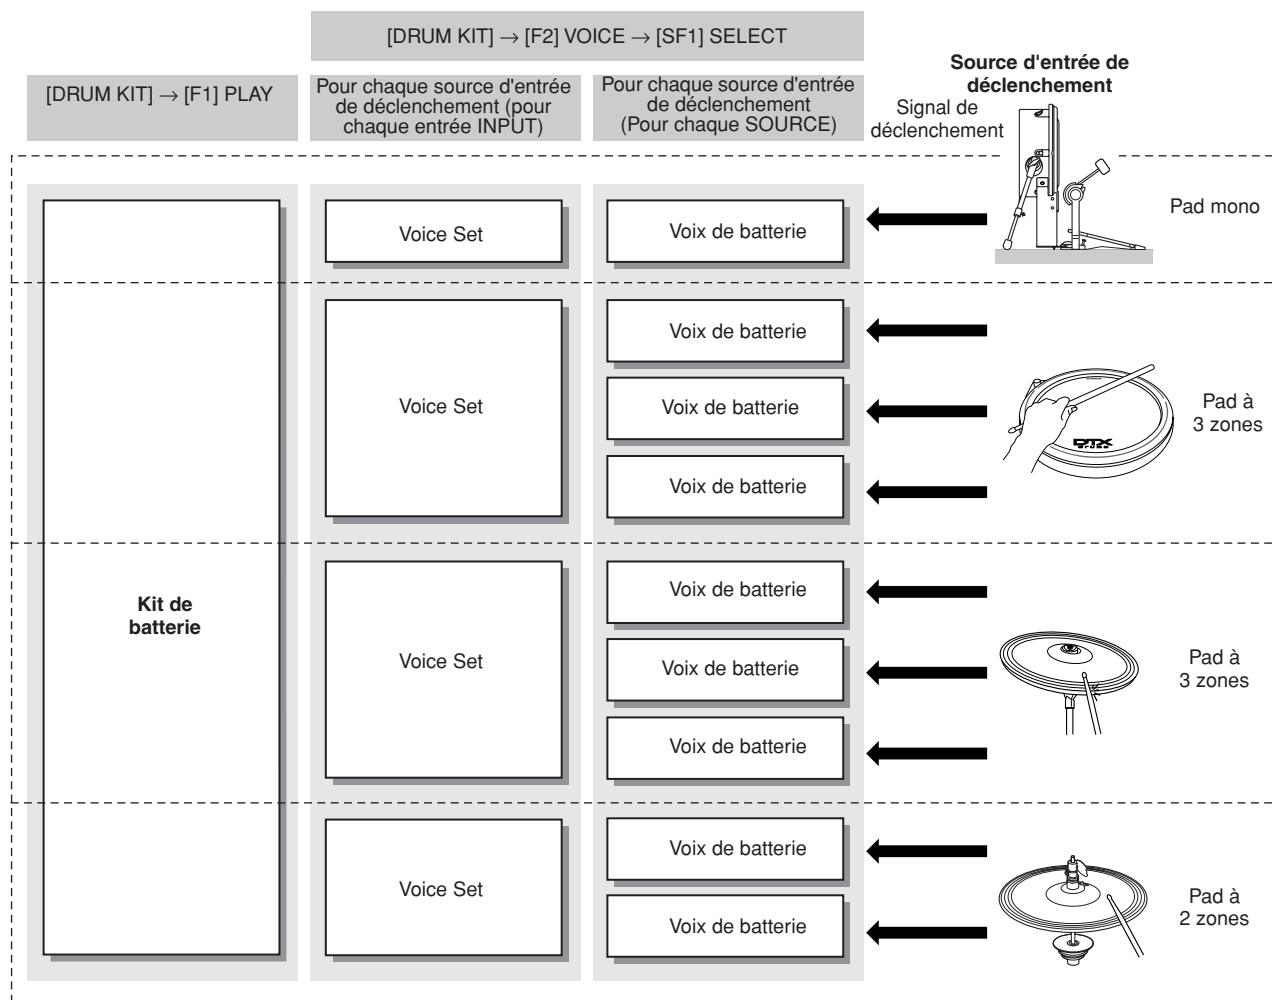 [DRUM KIT] → [F2] VOICE → [SF1] SELECT
[DRUM KIT] → [F1] PLAY
Pour chaque source d'entrée
de déclenchement (pour
chaque entrée INPUT)
Pour chaque source d'entrée
de déclenchement
(Pour chaque SOURCE)
Signal de
déclenchement
Source d'entrée de
déclenchement
Kit de
batterie
Voice Set
Voix de batterie
Pad mono
Voice Set
Voix de batterie
Voix de batterie
Voix de batterie
DTX
Pad à
3 zones
Voice Set
Voix de batterie
Voix de batterie
Voix de batterie
Pad à
3 zones
Voice Set
Voix de batterie
Voix de batterie
Pad à
2 zones